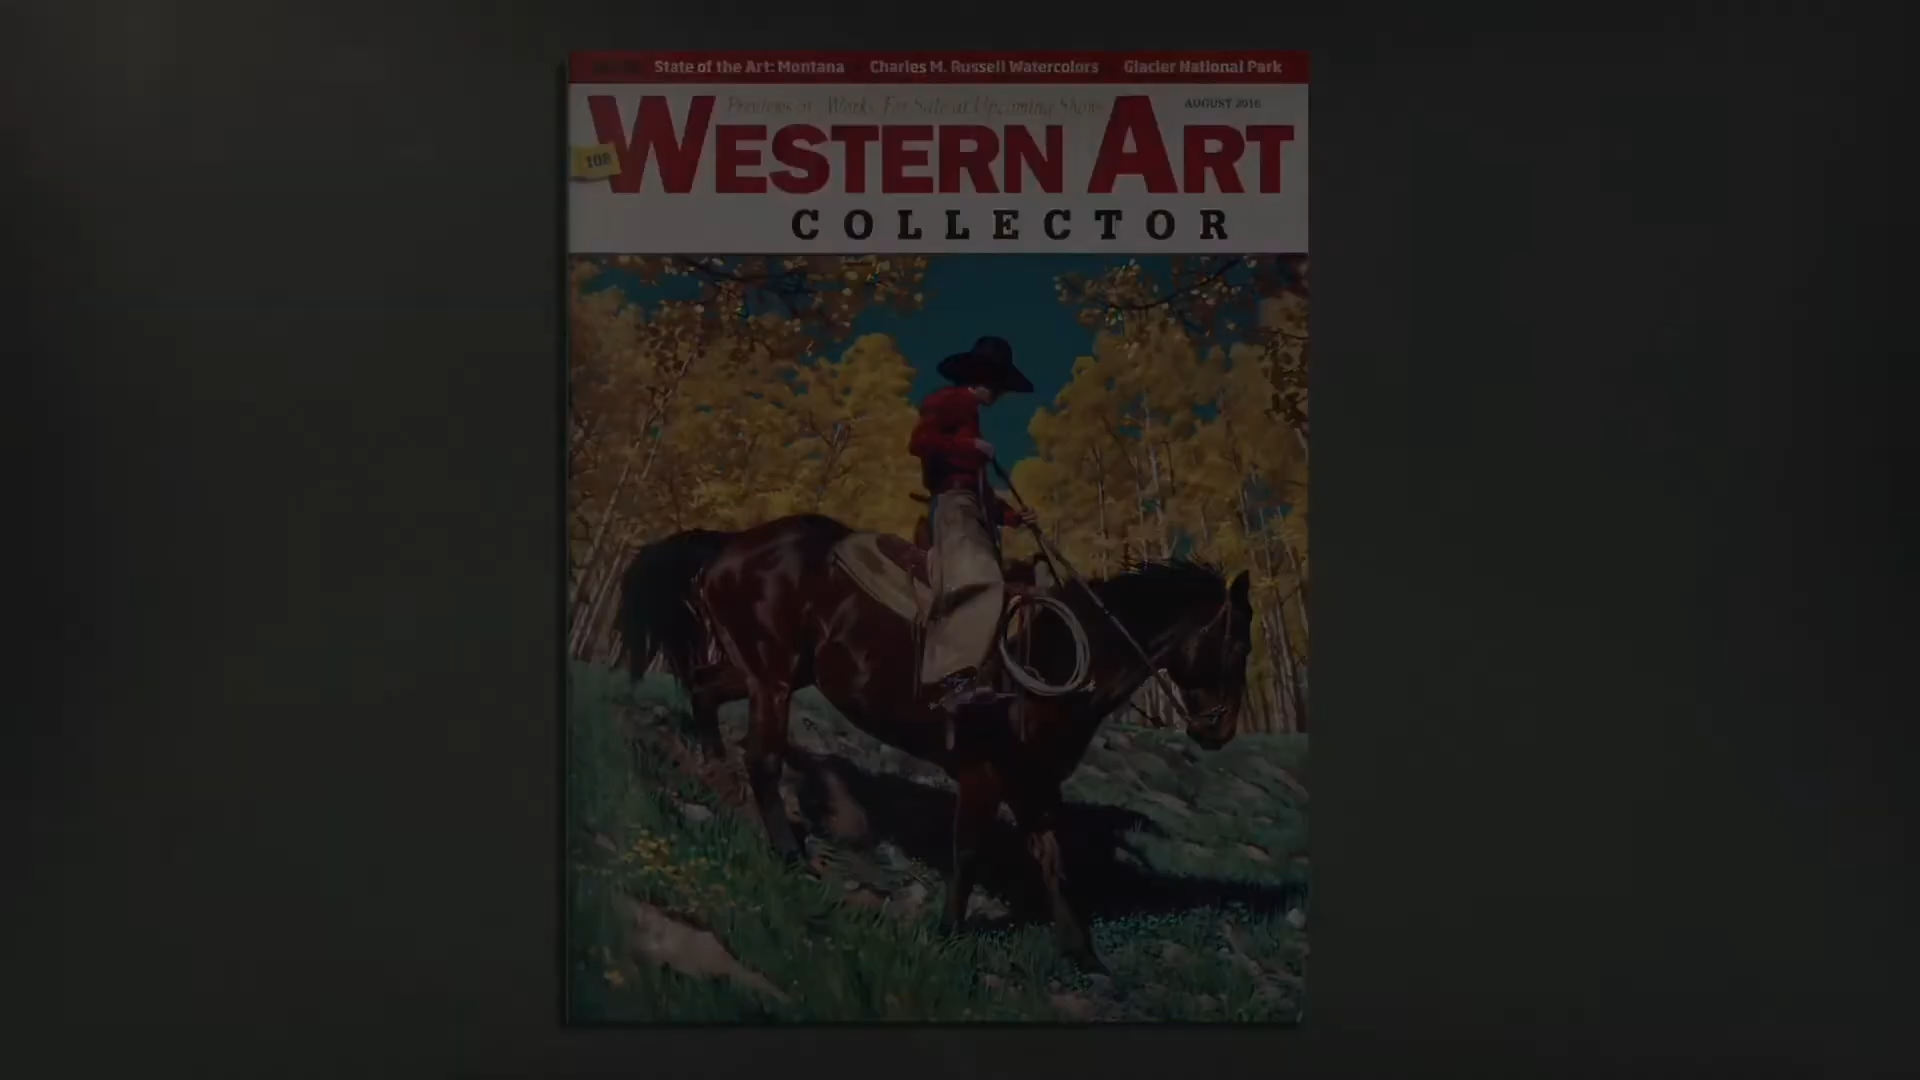 State of the Art: Montana Charles M. Russell Watercolors Glacier National Park
Previews of Works For Sale at Upcoming Shows
AUGUST 2016
108
WESTERN ART
COLLECTOR